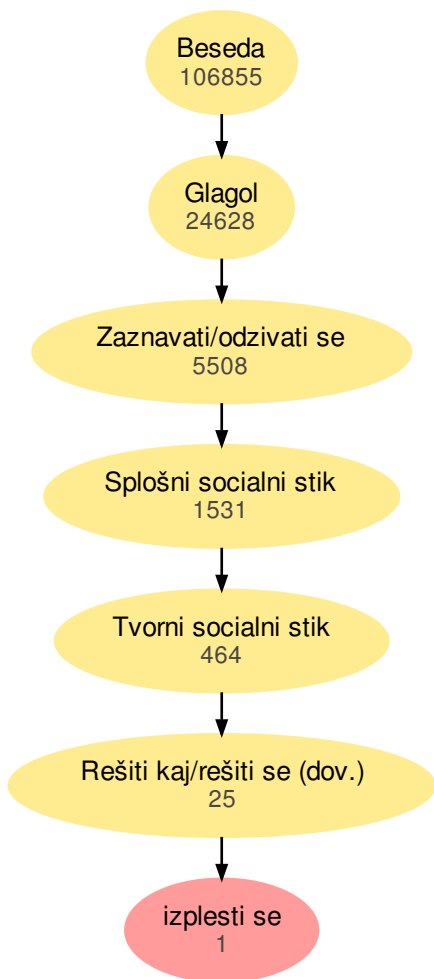 Beseda
106855
Glagol
24628
Zaznavati/odzivati se
5508
Splošni socialni stik
1531
Tvorni socialni stik
464
Rešiti kaj/rešiti se (dov.)
25
izplesti se
1